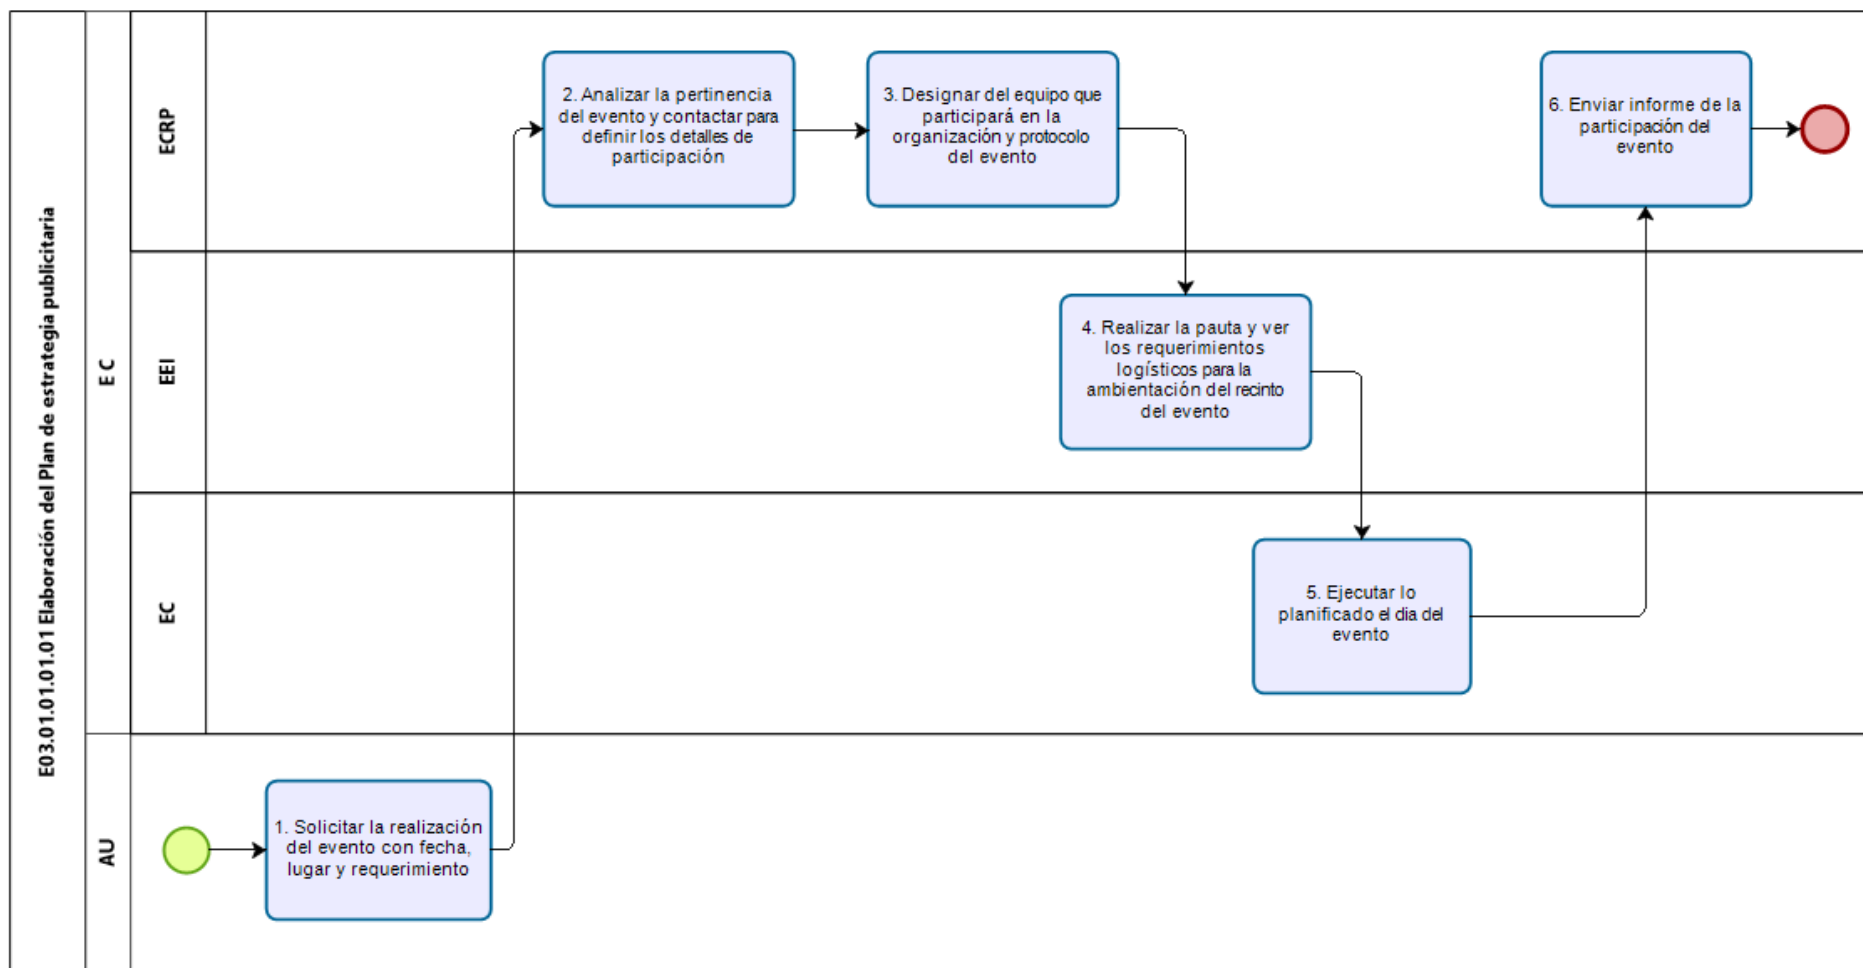 E03.01.01.01.01 Elaboración del Plan de estrategia publicitaria
E C
ECRP
2. Analizar la pertinencia
del evento y contactar para
definir los detalles de
participación
3. Designar del equipo que
participará en la
organización y protocolo
del evento
6. Enviar informe de la
participación del
evento
EEI
4. Realizar la pauta y ver
los requerimientos
logísticos para la
ambientación del recinto
del evento
EC
5. Ejecutar lo
planificado el dia del
evento
AU
1. Solicitar la realización
del evento con fecha,
lugar y requerimiento